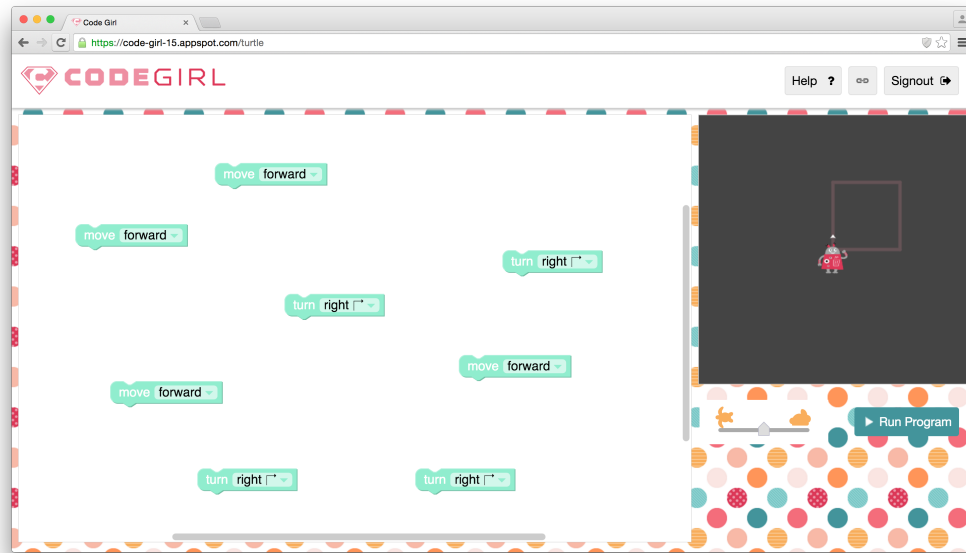 Code Girl
https://code-girl-15.appspot.com/turtle
CODEGIRL
Help ?
Signout
move forward
move forward
turn right
turn right
move forward
move forward
turn right
turn right
Run Program